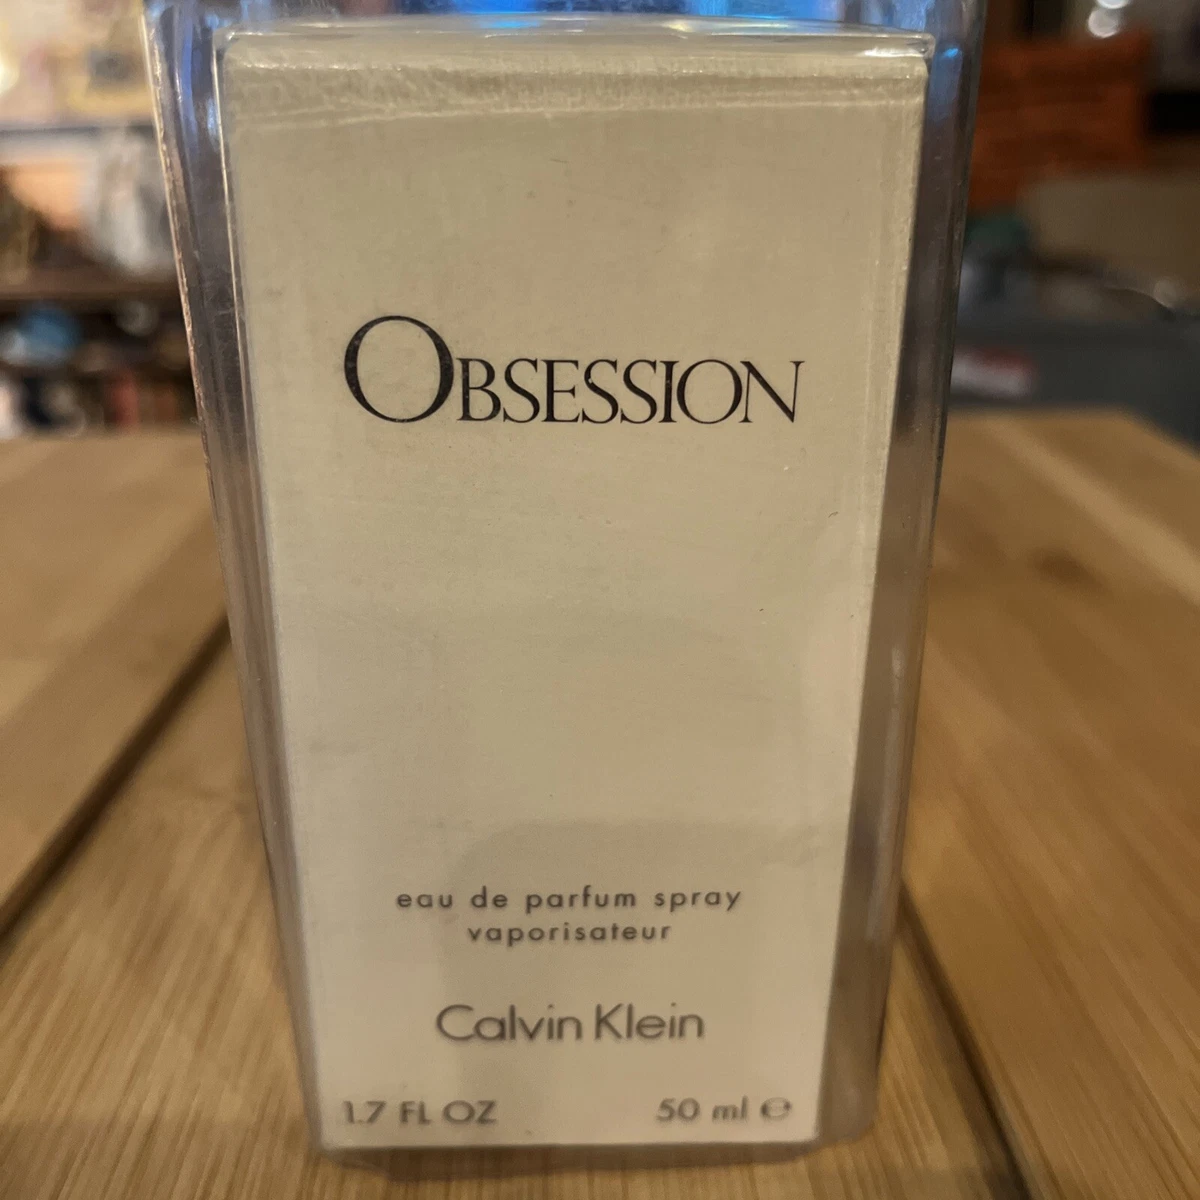 OBSESSION
eau de parfum spray
vaporisateur
Calvin Klein
1.7 FL OZ 50 ml ℮